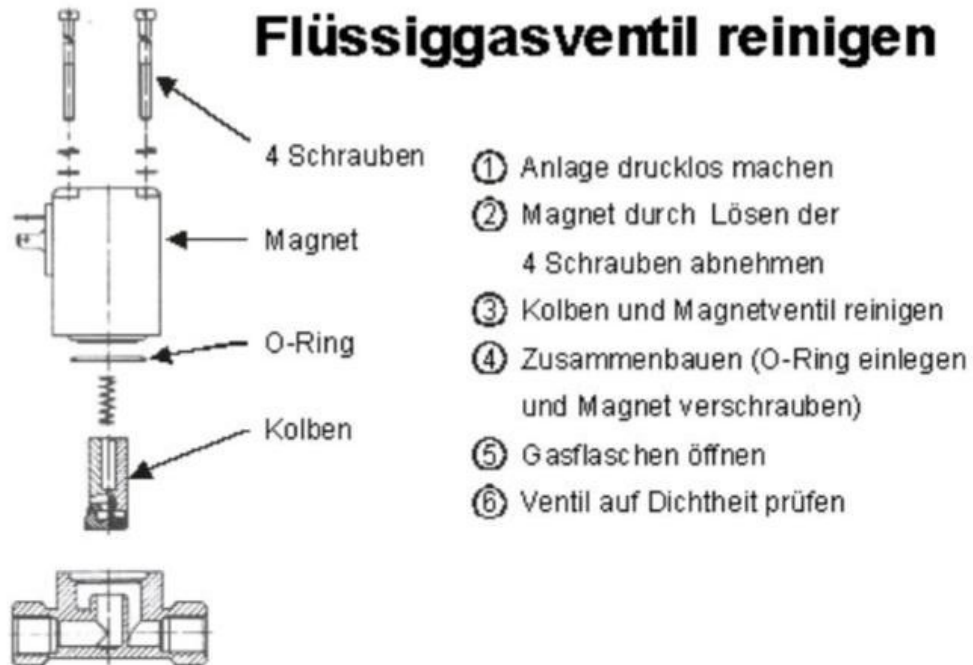 Flüssiggasventil reinigen
4 Schrauben
Magnet
O-Ring
Kolben
① Anlage drucklos machen
② Magnet durch Lösen der
4 Schrauben abnehmen
③ Kolben und Magnetventil reinigen
④ Zusammenbauen (O-Ring einlegen
und Magnet verschrauben)
⑤ Gasflaschen öffnen
⑥ Ventil auf Dichtheit prüfen